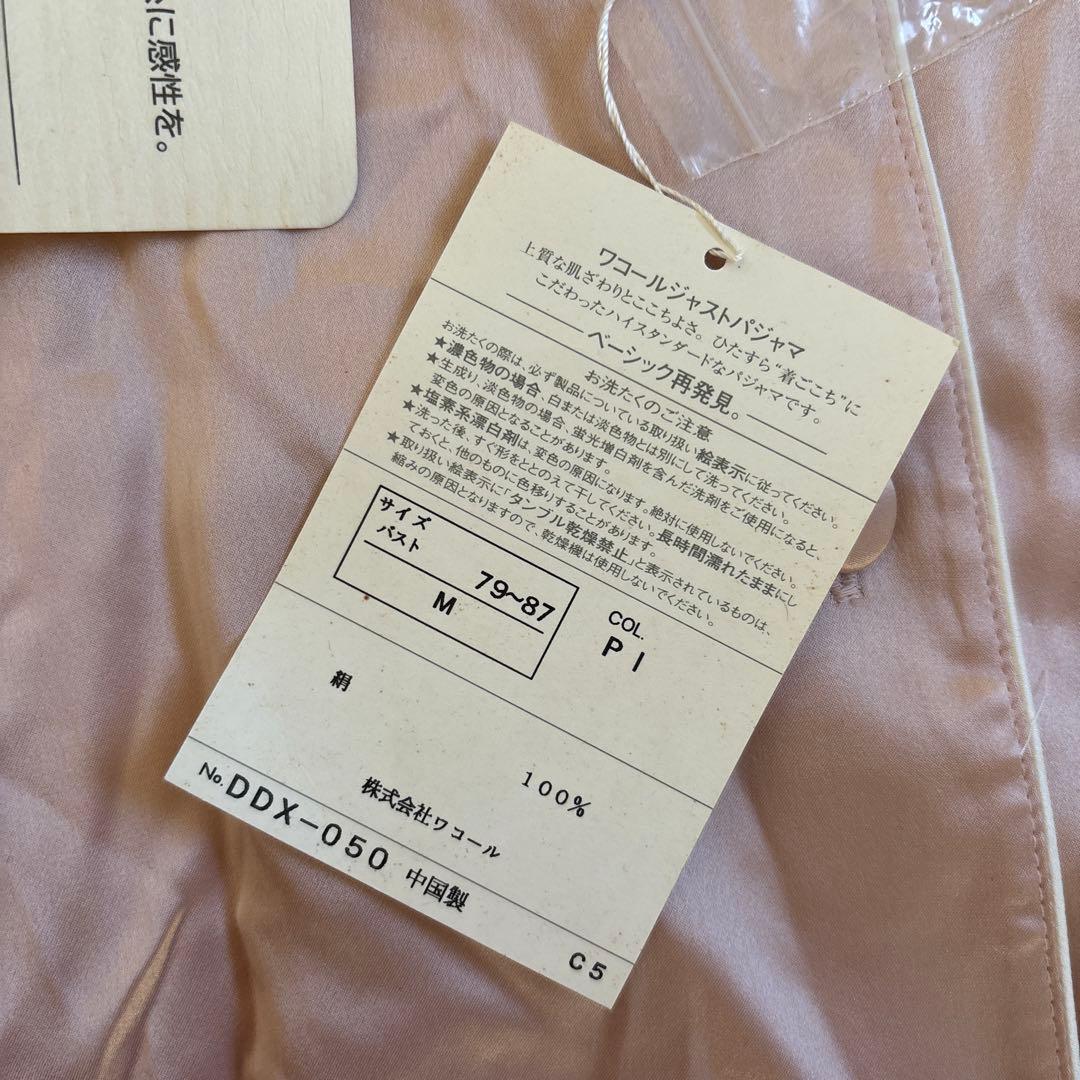 に感性を。
ワコールジャストパジャマ
上質な肌ざわりとここちよさ。ひたすら"着ごこち"に
こだわったハイスタンダードなパジャマです。
ベーシック再発見。
お洗たくのご注意
お洗たくの際は、必ず製品についている取り扱い絵表示に従ってください。
★濃色物の場合、白または淡色物とは別にして洗ってください。
★生成り、淡色物の場合、蛍光増白剤を含んだ洗剤をご使用になると、
変色の原因となることがあります。
★塩素系漂白剤は、変色の原因になります。絶対に使用しないでください。
★洗った後、すぐ形をととのえて干してください。長時間濡れたままにし
ておくと、他のものに色移りすることがあります。
★取り扱い絵表示に「タンブル乾燥禁止」と表示されているものは、
縮みの原因となりますので、乾燥機は使用しないでください。
サイズ
バスト
79~87
M
COL.
PI
絹
100%
株式会社ワコール
No.DDX-050 中国製
C5